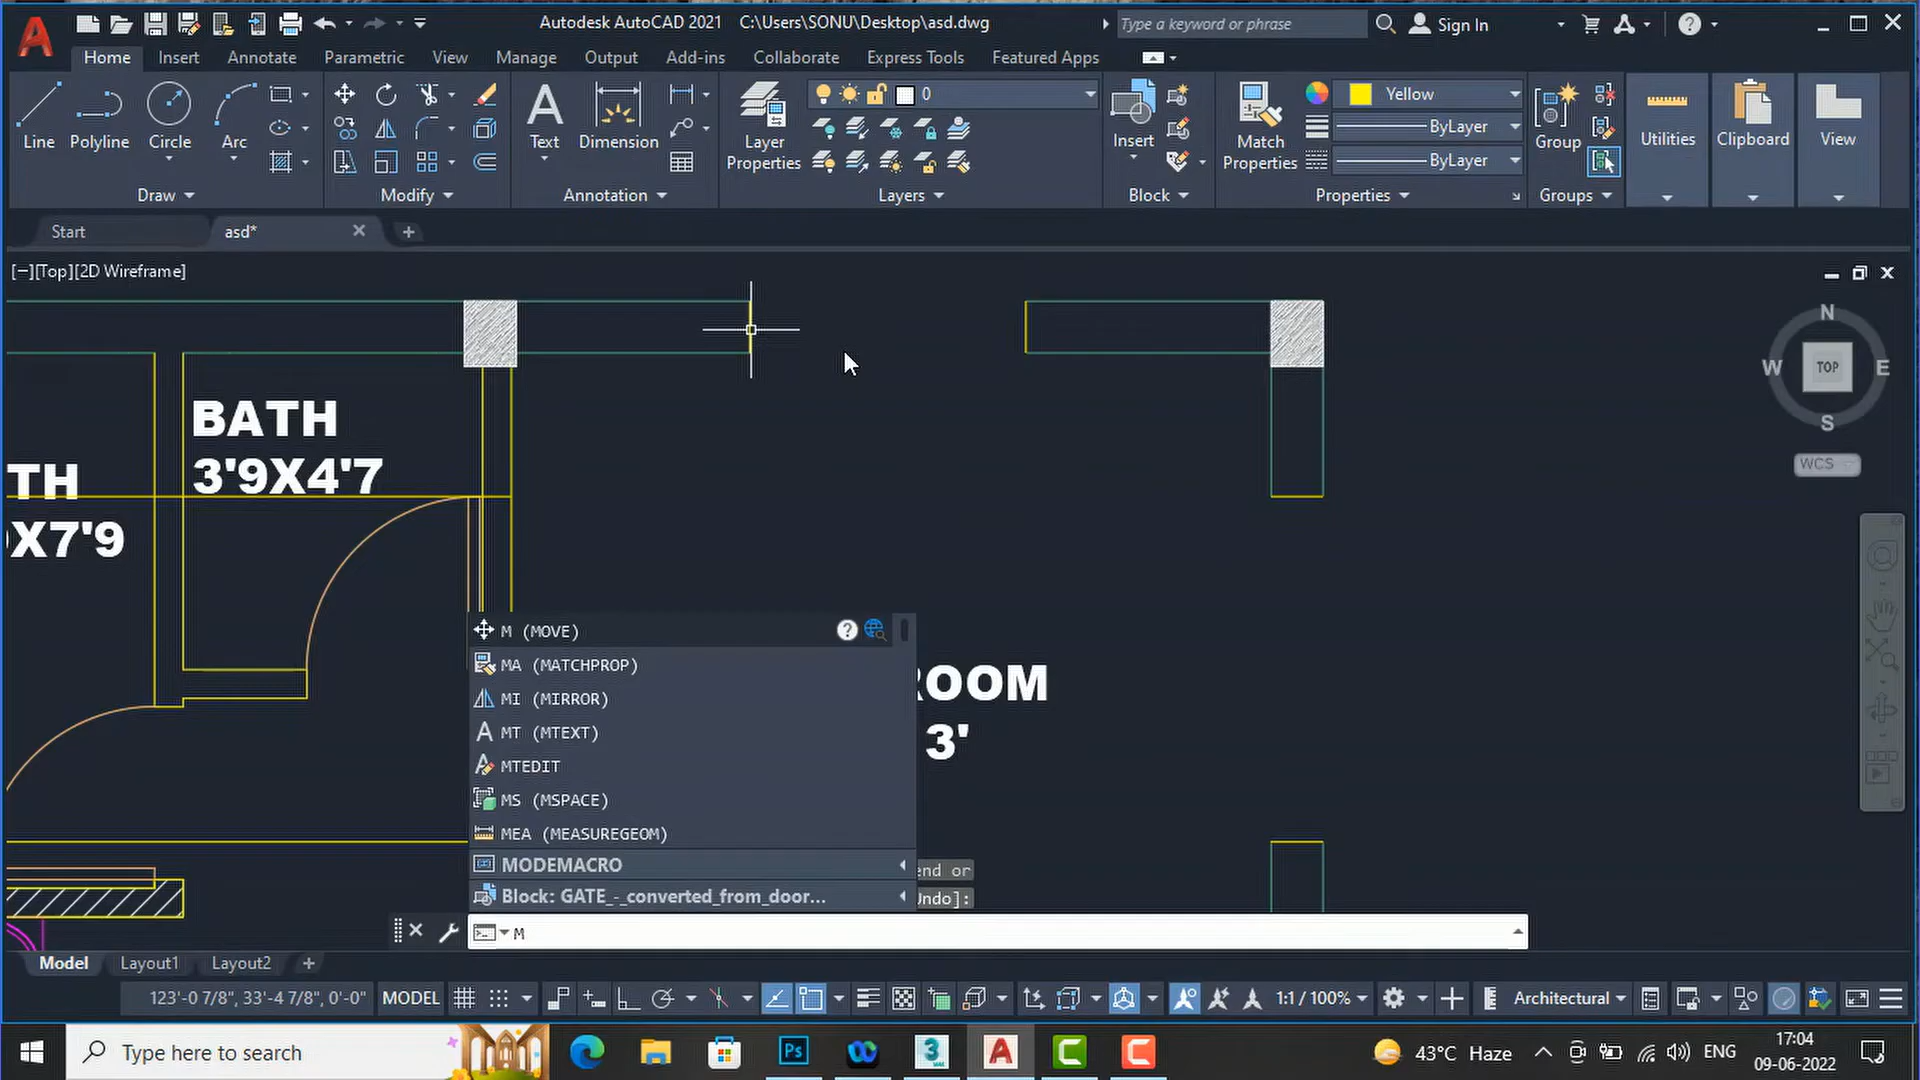 Autodesk AutoCAD 2021 C:\Users\SONU\Desktop\asd.dwg
Type a keyword or phrase
Sign In
Home Insert Annotate Parametric View Manage Output Add-ins Collaborate Express Tools Featured Apps
Line Polyline Circle Arc
Text Dimension
Layer Properties
0
Insert
Match Properties
Yellow
ByLayer
ByLayer
Group
Utilities
Clipboard
View
Draw Modify Annotation Layers Block Properties Groups
Start asd*
[−][Top][2D Wireframe]
N
W TOP E
S
WCS
BATH
3'9X4'7
TH
X7'9
ROOM
3'
M (MOVE)
MA (MATCHPROP)
MI (MIRROR)
MT (MTEXT)
MTEDIT
MS (MSPACE)
MEA (MEASUREGEOM)
MODEMACRO
Block: GATE_-_converted_from_door...
end or
Undo]:
M
Model Layout1 Layout2
123'-0 7/8", 33'-4 7/8", 0'-0" MODEL 1:1 / 100% Architectural
Type here to search
Ps
3
43°C Haze
ENG
17:04
09-06-2022